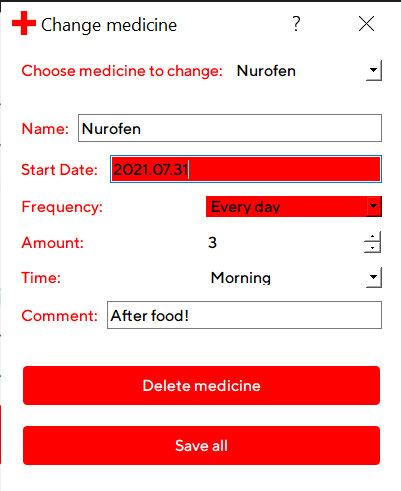 Change medicine ?
Choose medicine to change: Nurofen
Name: Nurofen
Start Date: 2021.07.31
Frequency: Every day
Amount: 3
Time: Morning
Comment: After food!
Delete medicine
Save all